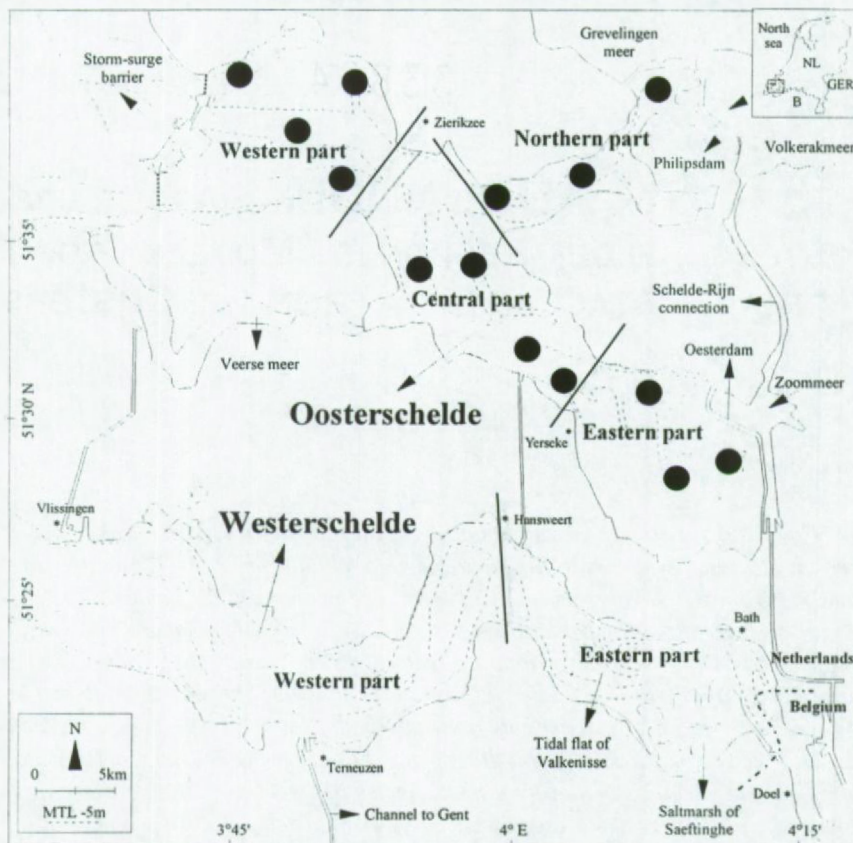 Storm-surge
barrier
Grevelingen
meer
North
sea
NL
GER
B
Zierikzee
Western part
Northern part
Philipsdam
Volkerakmeer
51°35'
Central part
Schelde-Rijn
connection
Veerse meer
Oesterdam
Zoommeer
51°30' N
Oosterschelde
Yerseke
Eastern part
Vlissingen
Westerschelde
Hansweert
51°25'
Bath
Western part
Eastern part
Netherlands
Belgium
N
0 5km
MTL -5m
Tidal flat of
Valkenisse
Terneuzen
Channel to Gent
Saltmarsh of
Saeftinghe
Doel
3°45'
4° E
4°15'